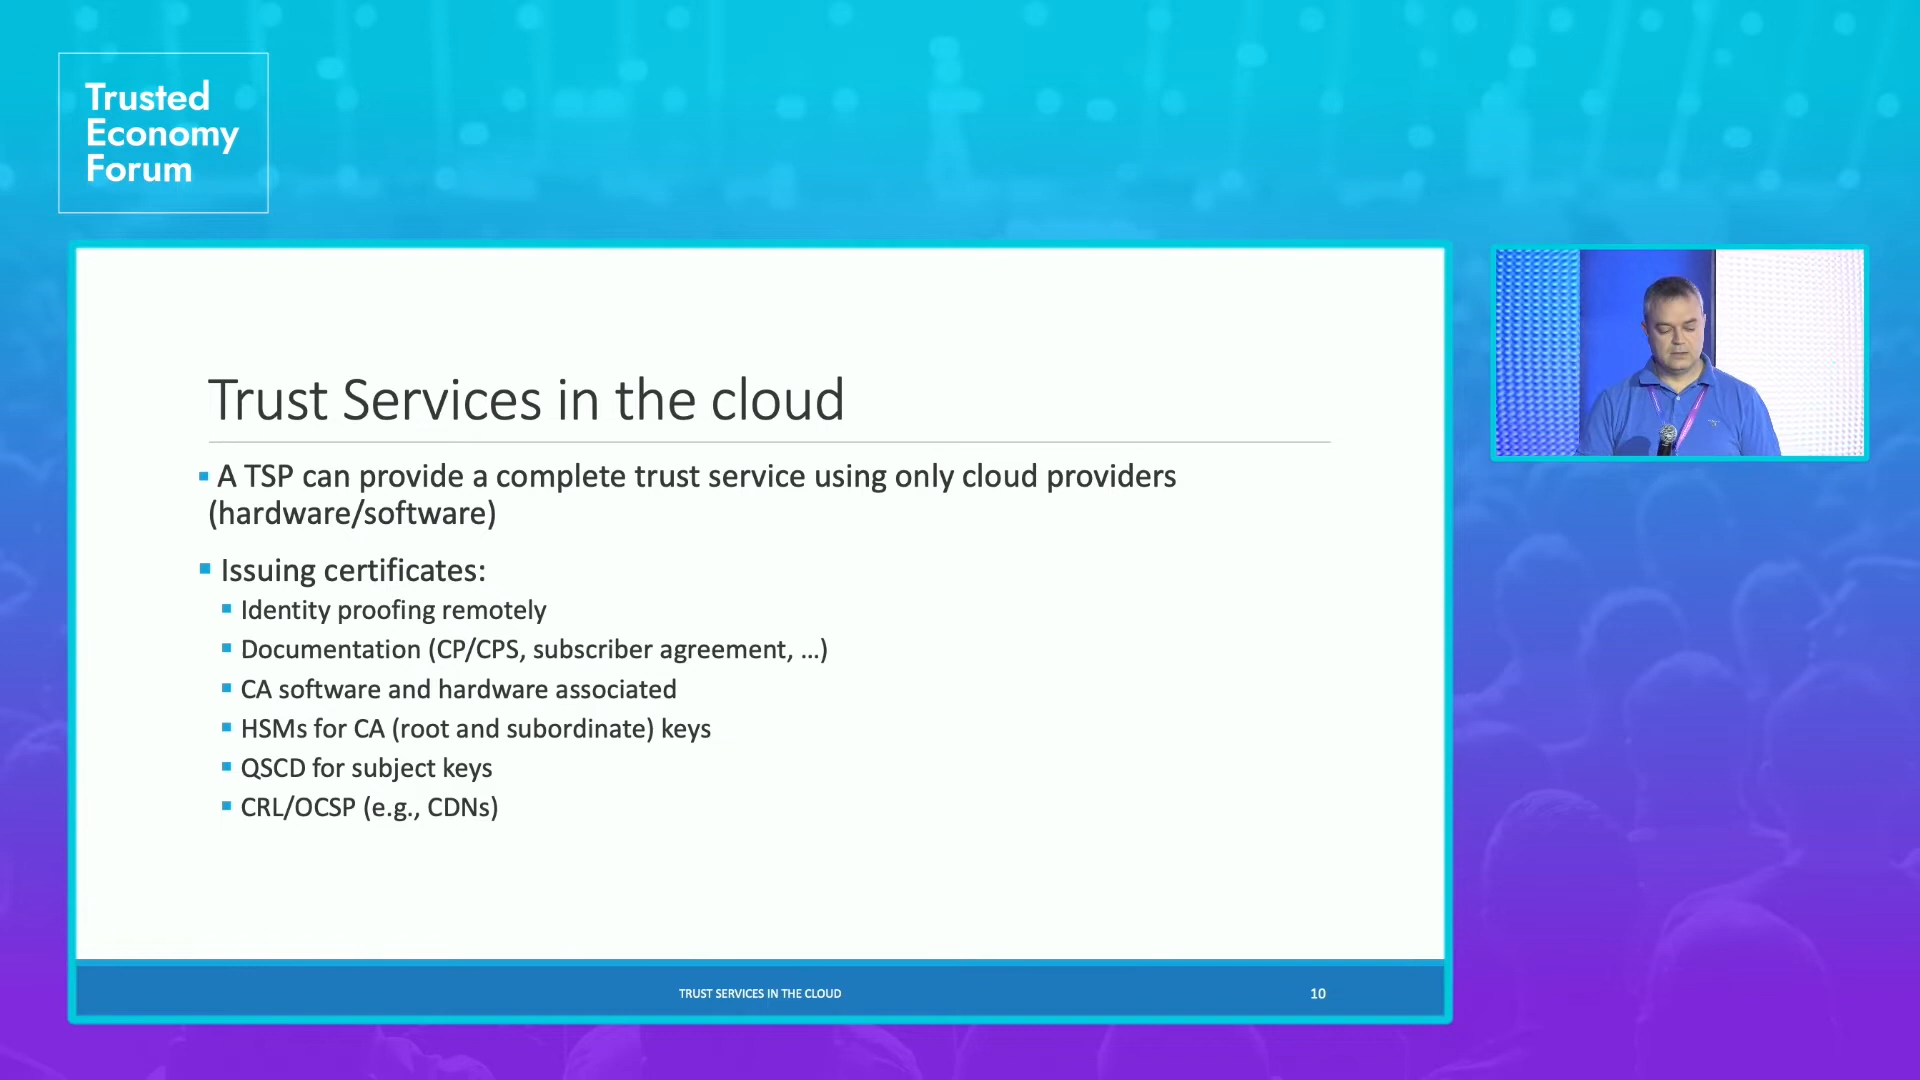 Trusted
Economy
Forum
Trust Services in the cloud
A TSP can provide a complete trust service using only cloud providers
(hardware/software)
Issuing certificates:
Identity proofing remotely
Documentation (CP/CPS, subscriber agreement, ...)
CA software and hardware associated
HSMs for CA (root and subordinate) keys
QSCD for subject keys
CRL/OCSP (e.g., CDNs)
TRUST SERVICES IN THE CLOUD
10